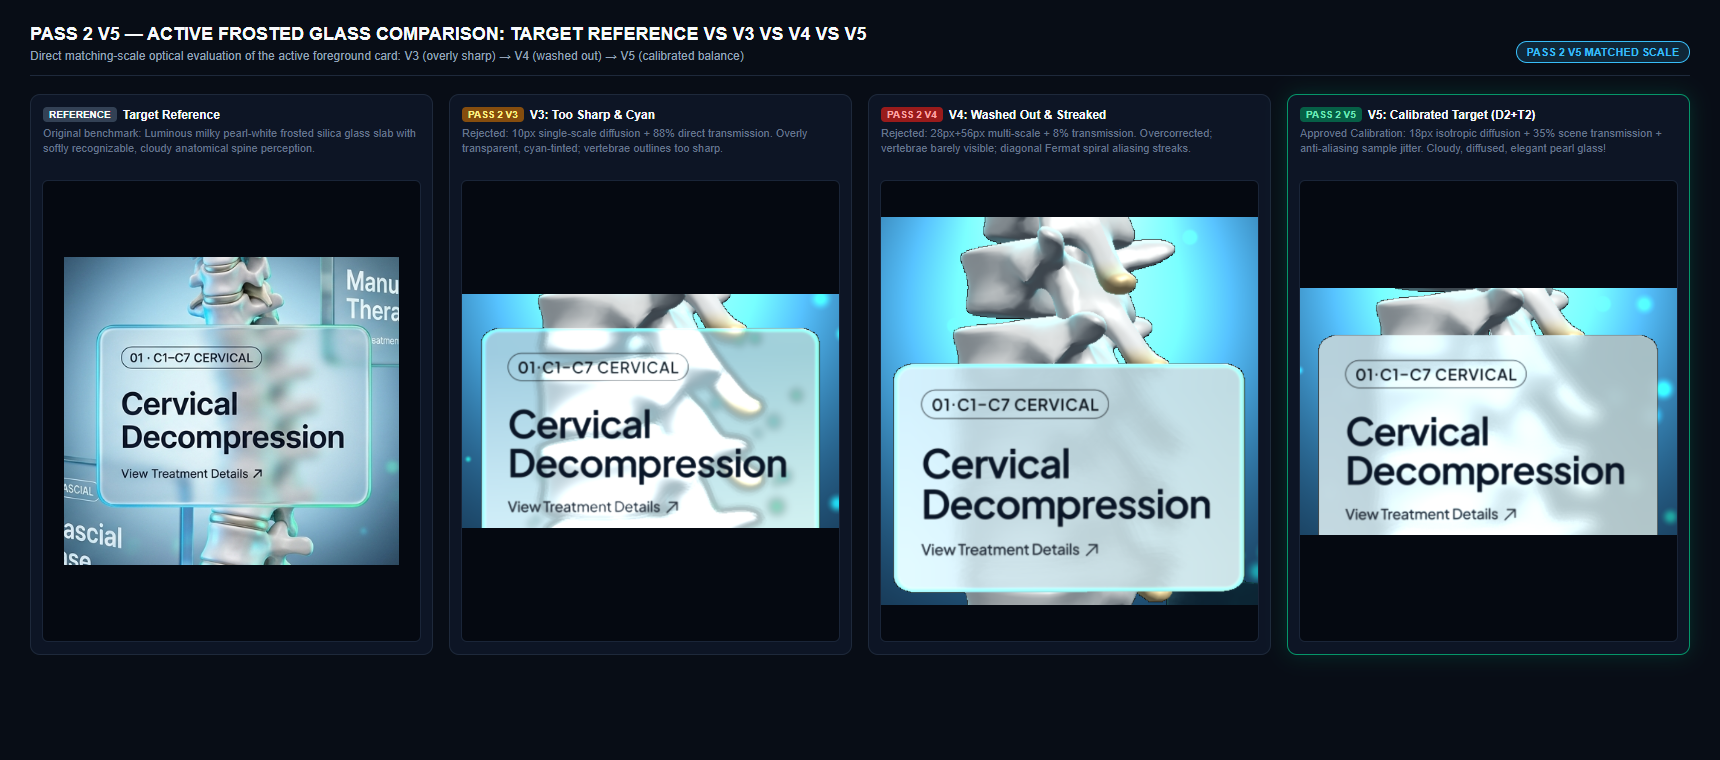 PASS 2 V5 — ACTIVE FROSTED GLASS COMPARISON: TARGET REFERENCE VS V3 VS V4 VS V5
Direct matching-scale optical evaluation of the active foreground card: V3 (overly sharp) → V4 (washed out) → V5 (calibrated balance)
PASS 2 V5 MATCHED SCALE
REFERENCE Target Reference
Original benchmark: Luminous milky pearl-white frosted silica glass slab with
softly recognizable, cloudy anatomical spine perception.
Manu
Thera
eatmen
01 · C1–C7 CERVICAL
Cervical
Decompression
View Treatment Details ↗
ASCIAL
ascial
se
PASS 2 V3 V3: Too Sharp & Cyan
Rejected: 10px single-scale diffusion + 88% direct transmission. Overly
transparent, cyan-tinted; vertebrae outlines too sharp.
01·C1–C7 CERVICAL
Cervical
Decompression
View Treatment Details ↗
PASS 2 V4 V4: Washed Out & Streaked
Rejected: 28px+56px multi-scale + 8% transmission. Overcorrected;
vertebrae barely visible; diagonal Fermat spiral aliasing streaks.
01·C1–C7 CERVICAL
Cervical
Decompression
View Treatment Details ↗
PASS 2 V5 V5: Calibrated Target (D2+T2)
Approved Calibration: 18px isotropic diffusion + 35% scene transmission +
anti-aliasing sample jitter. Cloudy, diffused, elegant pearl glass!
01·C1–C7 CERVICAL
Cervical
Decompression
View Treatment Details ↗